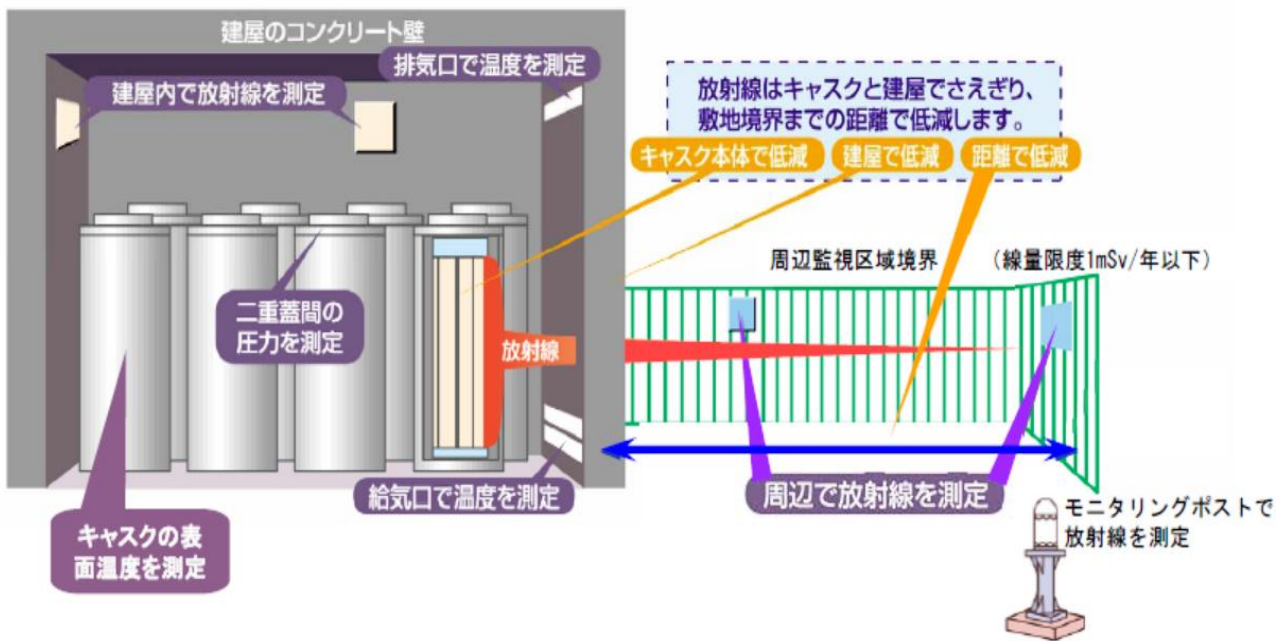 建屋のコンクリート壁
排気口で温度を測定
建屋内で放射線を測定
放射線はキャスクと建屋でさえぎり、
敷地境界までの距離で低減します。
キャスク本体で低減
建屋で低減
距離で低減
周辺監視区域境界
(線量限度1mSv/年以下)
二重蓋間の
圧力を測定
放射線
給気口で温度を測定
周辺で放射線を測定
キャスクの表
面温度を測定
モニタリングポストで
放射線を測定